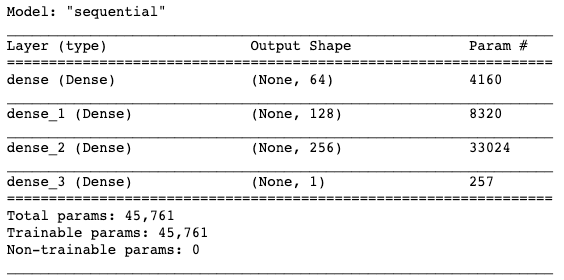 Model: "sequential"
Layer (type) Output Shape Param #
dense (Dense) (None, 64) 4160
dense_1 (Dense) (None, 128) 8320
dense_2 (Dense) (None, 256) 33024
dense_3 (Dense) (None, 1) 257
Total params: 45,761
Trainable params: 45,761
Non-trainable params: 0